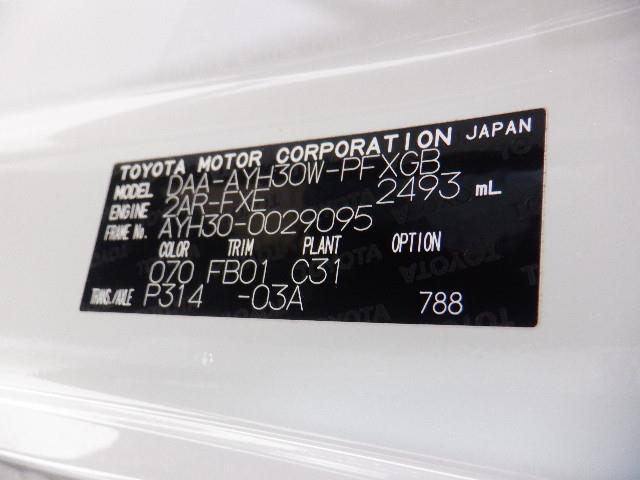 TOYOTA MOTOR CORPORATION JAPAN
MODEL DAA-AYH30W-PFXGB
ENGINE 2AR-FXE 2493 mL
FRAME No. AYH30-0029095
COLOR TRIM PLANT OPTION
070 FB01 C31
TRANS./AXLE P314 -03A 788